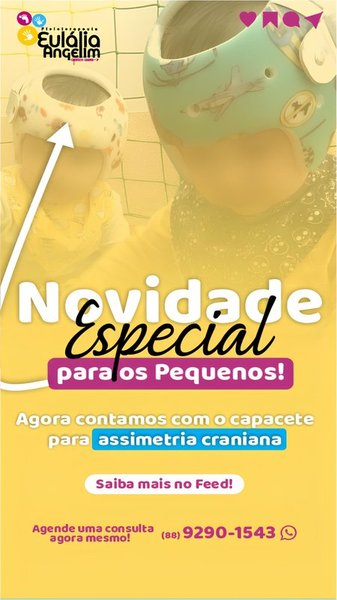 Fisioterapeuta
Eulália
Angelim
Novidade
Especial
para os Pequenos!
Agora contamos com o capacete
para assimetria craniana
Saiba mais no Feed!
Agende uma consulta
agora mesmo!
(88) 9290-1543